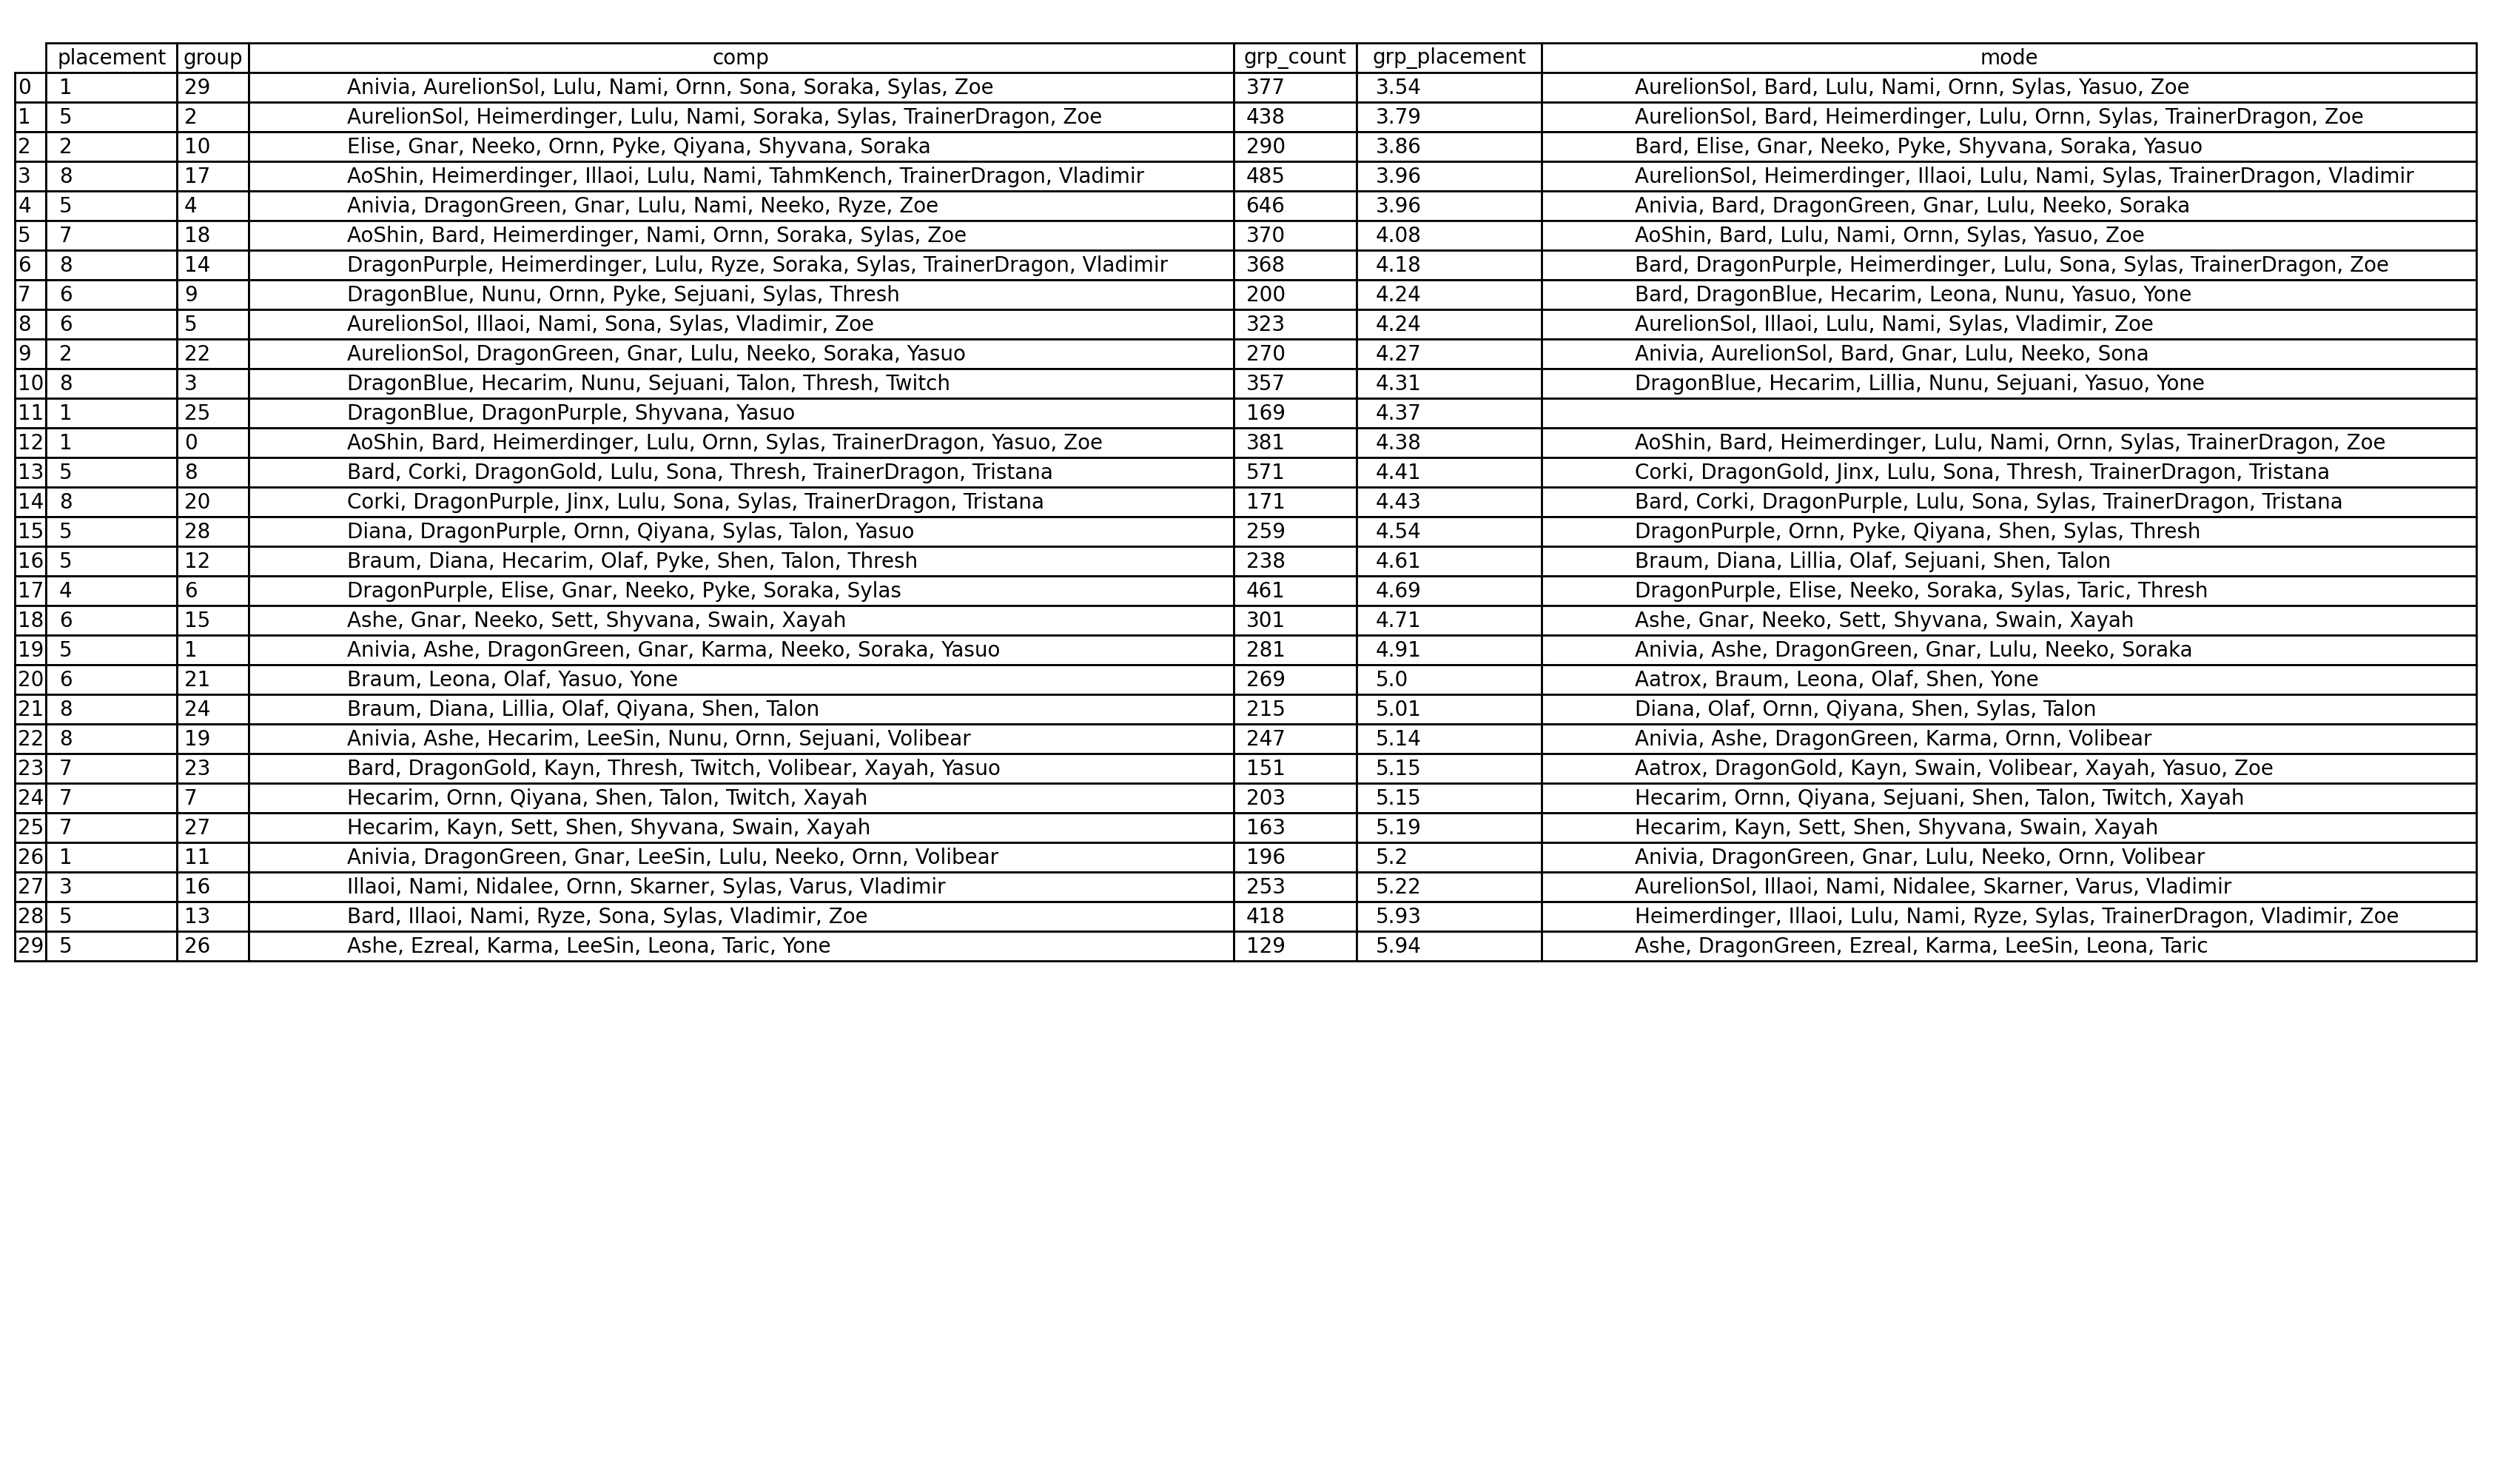 placement group comp grp_count grp_placement mode
0 1 29 Anivia, AurelionSol, Lulu, Nami, Ornn, Sona, Soraka, Sylas, Zoe 377 3.54 AurelionSol, Bard, Lulu, Nami, Ornn, Sylas, Yasuo, Zoe
1 5 2 AurelionSol, Heimerdinger, Lulu, Nami, Soraka, Sylas, TrainerDragon, Zoe 438 3.79 AurelionSol, Bard, Heimerdinger, Lulu, Ornn, Sylas, TrainerDragon, Zoe
2 2 10 Elise, Gnar, Neeko, Ornn, Pyke, Qiyana, Shyvana, Soraka 290 3.86 Bard, Elise, Gnar, Neeko, Pyke, Shyvana, Soraka, Yasuo
3 8 17 AoShin, Heimerdinger, Illaoi, Lulu, Nami, TahmKench, TrainerDragon, Vladimir 485 3.96 AurelionSol, Heimerdinger, Illaoi, Lulu, Nami, Sylas, TrainerDragon, Vladimir
4 5 4 Anivia, DragonGreen, Gnar, Lulu, Nami, Neeko, Ryze, Zoe 646 3.96 Anivia, Bard, DragonGreen, Gnar, Lulu, Neeko, Soraka
5 7 18 AoShin, Bard, Heimerdinger, Nami, Ornn, Soraka, Sylas, Zoe 370 4.08 AoShin, Bard, Lulu, Nami, Ornn, Sylas, Yasuo, Zoe
6 8 14 DragonPurple, Heimerdinger, Lulu, Ryze, Soraka, Sylas, TrainerDragon, Vladimir 368 4.18 Bard, DragonPurple, Heimerdinger, Lulu, Sona, Sylas, TrainerDragon, Zoe
7 6 9 DragonBlue, Nunu, Ornn, Pyke, Sejuani, Sylas, Thresh 200 4.24 Bard, DragonBlue, Hecarim, Leona, Nunu, Yasuo, Yone
8 6 5 AurelionSol, Illaoi, Nami, Sona, Sylas, Vladimir, Zoe 323 4.24 AurelionSol, Illaoi, Lulu, Nami, Sylas, Vladimir, Zoe
9 2 22 AurelionSol, DragonGreen, Gnar, Lulu, Neeko, Soraka, Yasuo 270 4.27 Anivia, AurelionSol, Bard, Gnar, Lulu, Neeko, Sona
10 8 3 DragonBlue, Hecarim, Nunu, Sejuani, Talon, Thresh, Twitch 357 4.31 DragonBlue, Hecarim, Lillia, Nunu, Sejuani, Yasuo, Yone
11 1 25 DragonBlue, DragonPurple, Shyvana, Yasuo 169 4.37
12 1 0 AoShin, Bard, Heimerdinger, Lulu, Ornn, Sylas, TrainerDragon, Yasuo, Zoe 381 4.38 AoShin, Bard, Heimerdinger, Lulu, Nami, Ornn, Sylas, TrainerDragon, Zoe
13 5 8 Bard, Corki, DragonGold, Lulu, Sona, Thresh, TrainerDragon, Tristana 571 4.41 Corki, DragonGold, Jinx, Lulu, Sona, Thresh, TrainerDragon, Tristana
14 8 20 Corki, DragonPurple, Jinx, Lulu, Sona, Sylas, TrainerDragon, Tristana 171 4.43 Bard, Corki, DragonPurple, Lulu, Sona, Sylas, TrainerDragon, Tristana
15 5 28 Diana, DragonPurple, Ornn, Qiyana, Sylas, Talon, Yasuo 259 4.54 DragonPurple, Ornn, Pyke, Qiyana, Shen, Sylas, Thresh
16 5 12 Braum, Diana, Hecarim, Olaf, Pyke, Shen, Talon, Thresh 238 4.61 Braum, Diana, Lillia, Olaf, Sejuani, Shen, Talon
17 4 6 DragonPurple, Elise, Gnar, Neeko, Pyke, Soraka, Sylas 461 4.69 DragonPurple, Elise, Neeko, Soraka, Sylas, Taric, Thresh
18 6 15 Ashe, Gnar, Neeko, Sett, Shyvana, Swain, Xayah 301 4.71 Ashe, Gnar, Neeko, Sett, Shyvana, Swain, Xayah
19 5 1 Anivia, Ashe, DragonGreen, Gnar, Karma, Neeko, Soraka, Yasuo 281 4.91 Anivia, Ashe, DragonGreen, Gnar, Lulu, Neeko, Soraka
20 6 21 Braum, Leona, Olaf, Yasuo, Yone 269 5.0 Aatrox, Braum, Leona, Olaf, Shen, Yone
21 8 24 Braum, Diana, Lillia, Olaf, Qiyana, Shen, Talon 215 5.01 Diana, Olaf, Ornn, Qiyana, Shen, Sylas, Talon
22 8 19 Anivia, Ashe, Hecarim, LeeSin, Nunu, Ornn, Sejuani, Volibear 247 5.14 Anivia, Ashe, DragonGreen, Karma, Ornn, Volibear
23 7 23 Bard, DragonGold, Kayn, Thresh, Twitch, Volibear, Xayah, Yasuo 151 5.15 Aatrox, DragonGold, Kayn, Swain, Volibear, Xayah, Yasuo, Zoe
24 7 7 Hecarim, Ornn, Qiyana, Shen, Talon, Twitch, Xayah 203 5.15 Hecarim, Ornn, Qiyana, Sejuani, Shen, Talon, Twitch, Xayah
25 7 27 Hecarim, Kayn, Sett, Shen, Shyvana, Swain, Xayah 163 5.19 Hecarim, Kayn, Sett, Shen, Shyvana, Swain, Xayah
26 1 11 Anivia, DragonGreen, Gnar, LeeSin, Lulu, Neeko, Ornn, Volibear 196 5.2 Anivia, DragonGreen, Gnar, Lulu, Neeko, Ornn, Volibear
27 3 16 Illaoi, Nami, Nidalee, Ornn, Skarner, Sylas, Varus, Vladimir 253 5.22 AurelionSol, Illaoi, Nami, Nidalee, Skarner, Varus, Vladimir
28 5 13 Bard, Illaoi, Nami, Ryze, Sona, Sylas, Vladimir, Zoe 418 5.93 Heimerdinger, Illaoi, Lulu, Nami, Ryze, Sylas, TrainerDragon, Vladimir, Zoe
29 5 26 Ashe, Ezreal, Karma, LeeSin, Leona, Taric, Yone 129 5.94 Ashe, DragonGreen, Ezreal, Karma, LeeSin, Leona, Taric